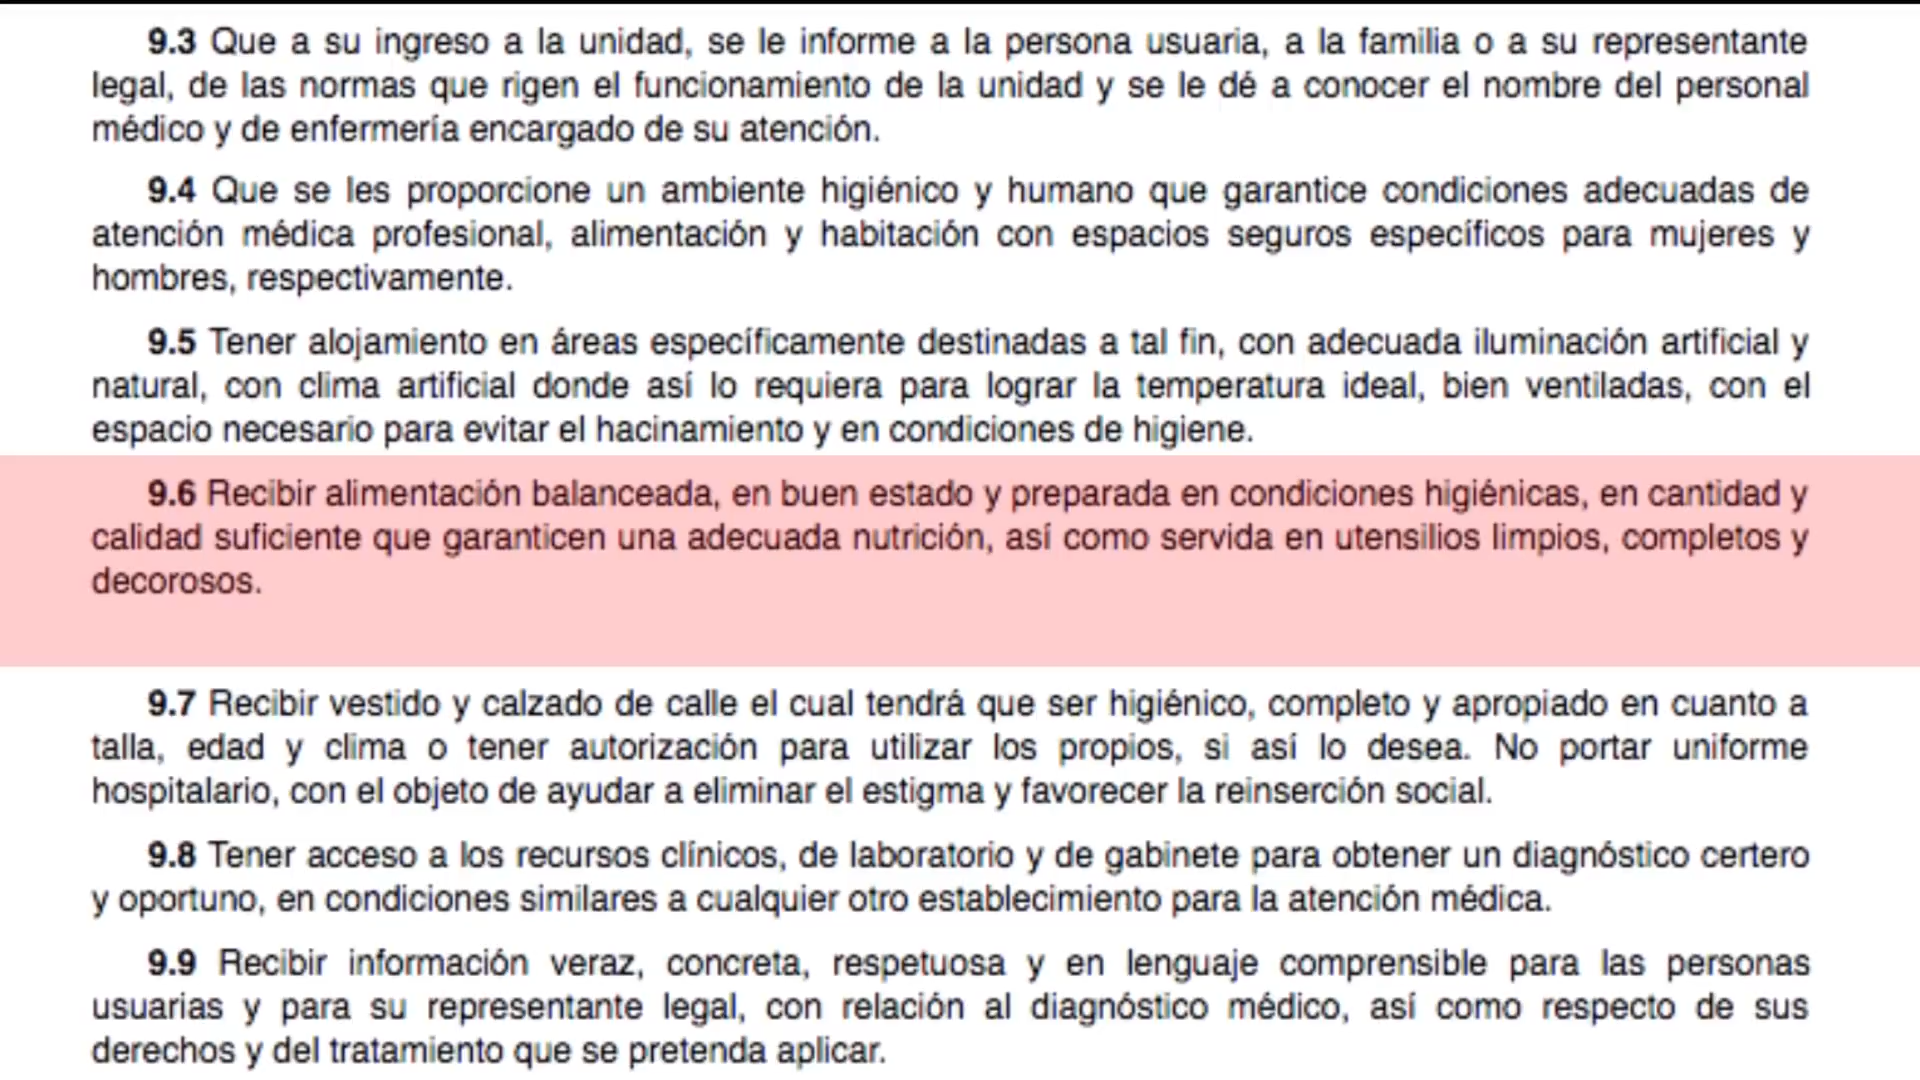 9.3 Que a su ingreso a la unidad, se le informe a la persona usuaria, a la familia o a su representante
legal, de las normas que rigen el funcionamiento de la unidad y se le dé a conocer el nombre del personal
médico y de enfermería encargado de su atención.
9.4 Que se les proporcione un ambiente higiénico y humano que garantice condiciones adecuadas de
atención médica profesional, alimentación y habitación con espacios seguros específicos para mujeres y
hombres, respectivamente.
9.5 Tener alojamiento en áreas específicamente destinadas a tal fin, con adecuada iluminación artificial y
natural, con clima artificial donde así lo requiera para lograr la temperatura ideal, bien ventiladas, con el
espacio necesario para evitar el hacinamiento y en condiciones de higiene.
9.6 Recibir alimentación balanceada, en buen estado y preparada en condiciones higiénicas, en cantidad y
calidad suficiente que garanticen una adecuada nutrición, así como servida en utensilios limpios, completos y
decorosos.
9.7 Recibir vestido y calzado de calle el cual tendrá que ser higiénico, completo y apropiado en cuanto a
talla, edad y clima o tener autorización para utilizar los propios, si así lo desea. No portar uniforme
hospitalario, con el objeto de ayudar a eliminar el estigma y favorecer la reinserción social.
9.8 Tener acceso a los recursos clínicos, de laboratorio y de gabinete para obtener un diagnóstico certero
y oportuno, en condiciones similares a cualquier otro establecimiento para la atención médica.
9.9 Recibir información veraz, concreta, respetuosa y en lenguaje comprensible para las personas
usuarias y para su representante legal, con relación al diagnóstico médico, así como respecto de sus
derechos y del tratamiento que se pretenda aplicar.